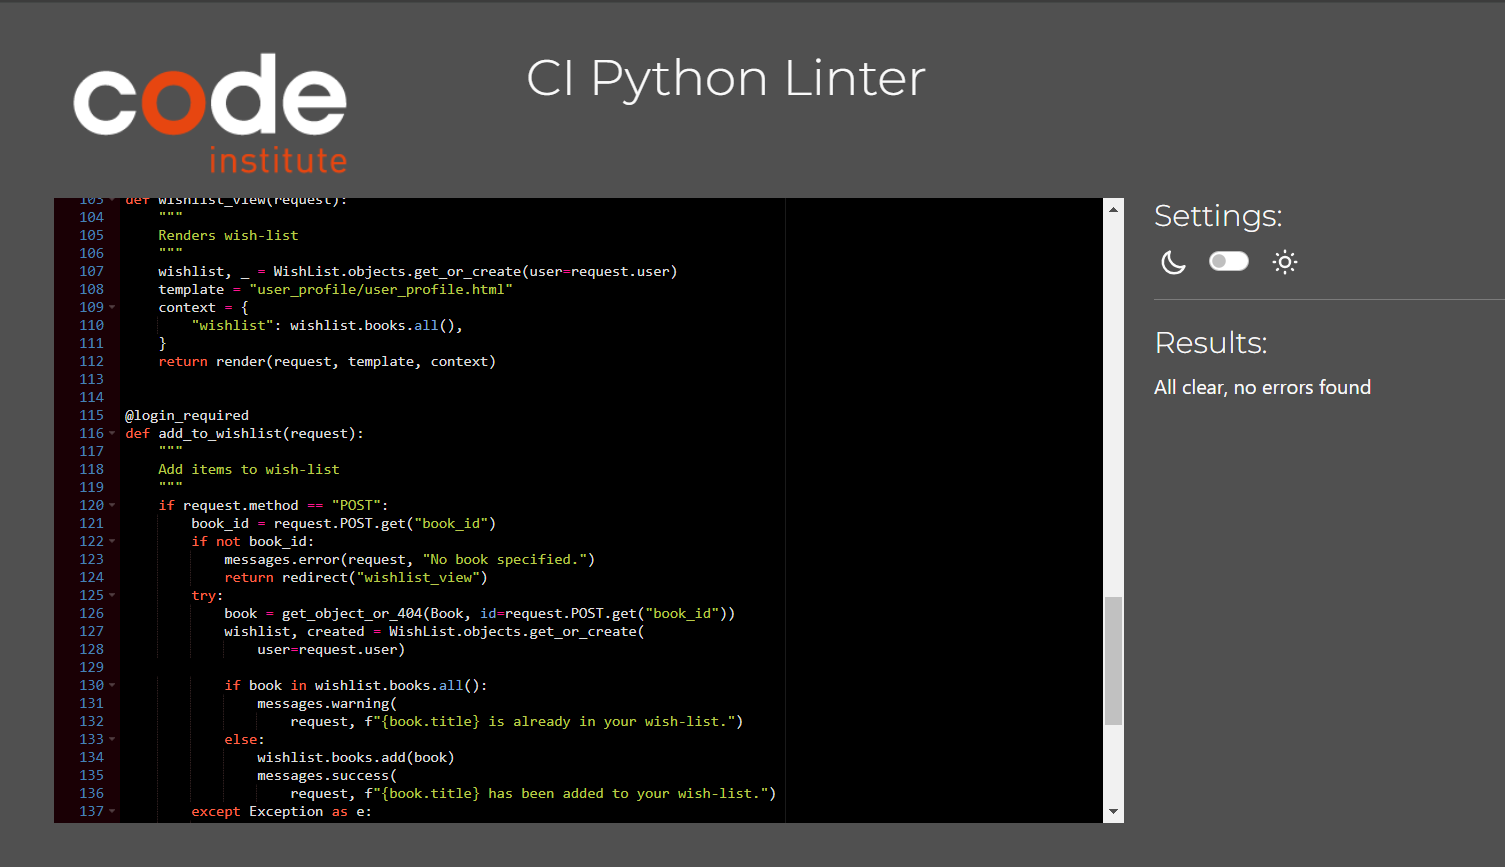 code
institute
CI Python Linter
103 def wishlist_view(request):
104     """
105     Renders wish-list
106     """
107     wishlist, _ = WishList.objects.get_or_create(user=request.user)
108     template = "user_profile/user_profile.html"
109     context = {
110         "wishlist": wishlist.books.all(),
111     }
112     return render(request, template, context)
113
114
115 @login_required
116 def add_to_wishlist(request):
117     """
118     Add items to wish-list
119     """
120     if request.method == "POST":
121         book_id = request.POST.get("book_id")
122         if not book_id:
123             messages.error(request, "No book specified.")
124             return redirect("wishlist_view")
125         try:
126             book = get_object_or_404(Book, id=request.POST.get("book_id"))
127             wishlist, created = WishList.objects.get_or_create(
128                 user=request.user)
129
130             if book in wishlist.books.all():
131                 messages.warning(
132                     request, f"{book.title} is already in your wish-list.")
133             else:
134                 wishlist.books.add(book)
135                 messages.success(
136                     request, f"{book.title} has been added to your wish-list.")
137         except Exception as e:
Settings:
Results:
All clear, no errors found